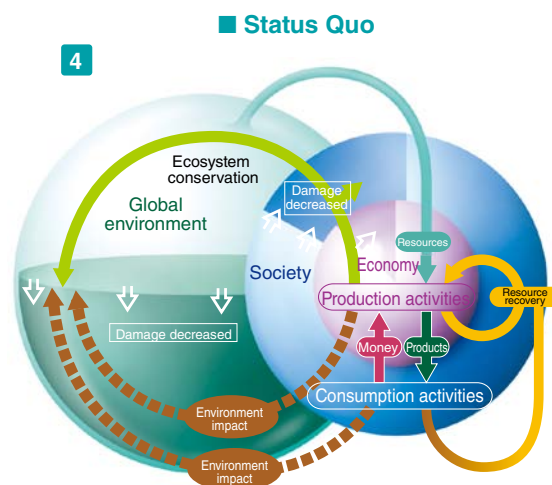 ■ Status Quo
4
Ecosystem
conservation
Global
environment
Damage
decreased
Resources
Society
Economy
Production activities
Resource
recovery
Damage decreased
Money
Products
Consumption activities
Environment
impact
Environment
impact